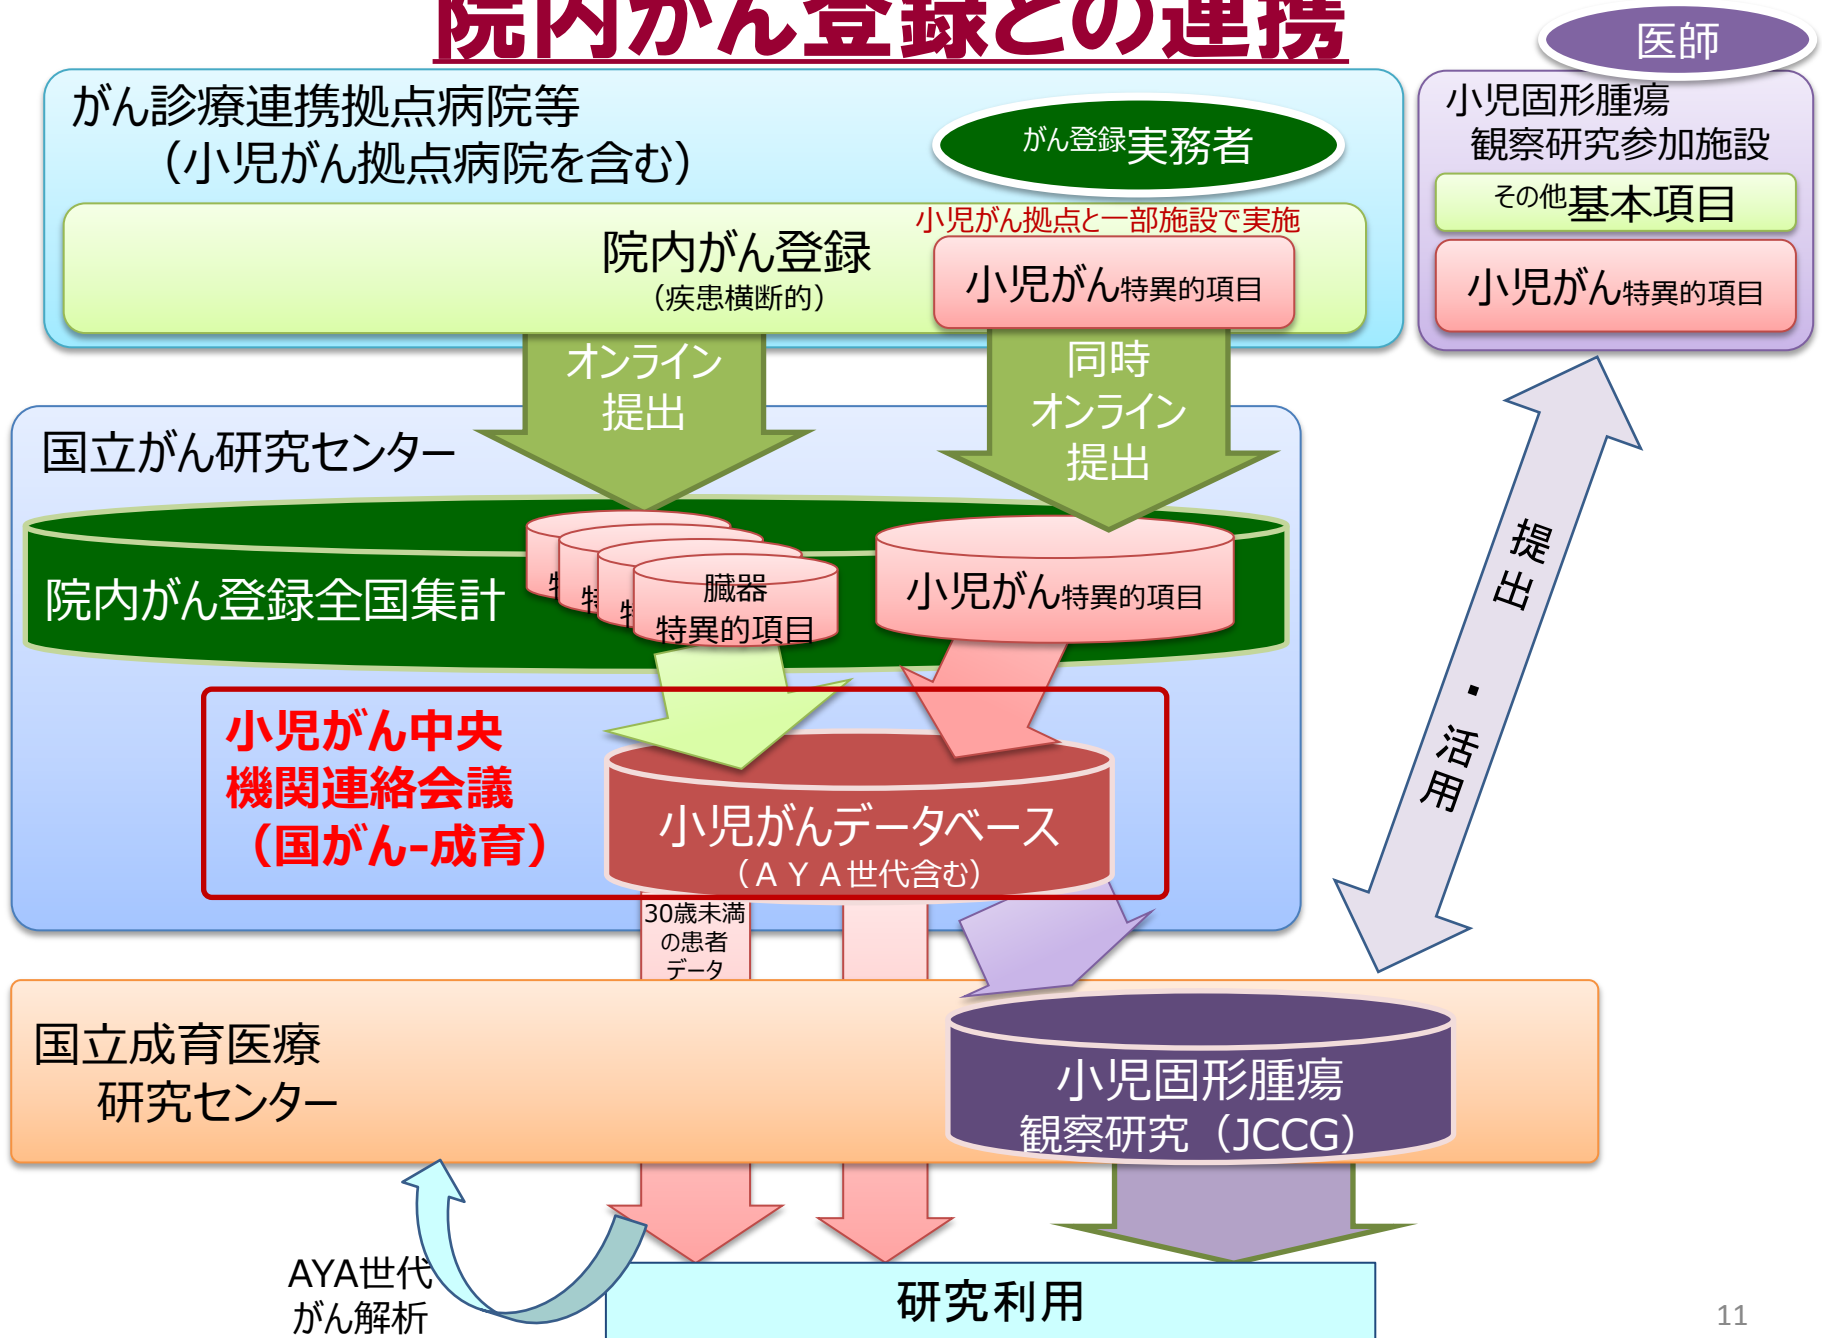 院内がん登録との連携
医師
がん診療連携拠点病院等
（小児がん拠点病院を含む）
がん登録実務者
小児固形腫瘍
観察研究参加施設
その他基本項目
小児がん特異的項目
小児がん拠点と一部施設で実施
院内がん登録
（疾患横断的）
小児がん特異的項目
オンライン
提出
同時
オンライン
提出
国立がん研究センター
院内がん登録全国集計
特
特
特
臓器
特異的項目
小児がん特異的項目
提出・活用
小児がん中央
機関連絡会議
（国がん-成育）
小児がんデータベース
（ＡＹＡ世代含む）
30歳未満
の患者
データ
国立成育医療
研究センター
小児固形腫瘍
観察研究（JCCG）
AYA世代
がん解析
研究利用
11